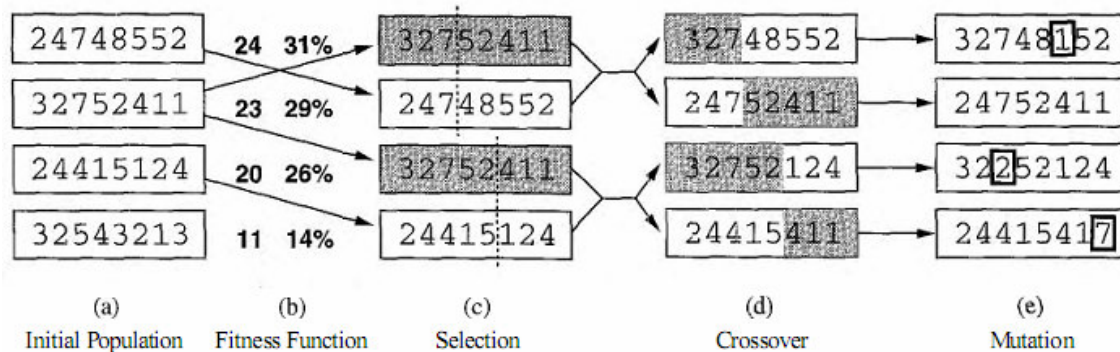 24748552 24 31% 32752411 32748552 32748152
32752411 23 29% 24748552 24752411 24752411
24415124 20 26% 32752411 32752124 32252124
32543213 11 14% 24415124 24415411 24415417
(a) (b) (c) (d) (e)
Initial Population Fitness Function Selection Crossover Mutation